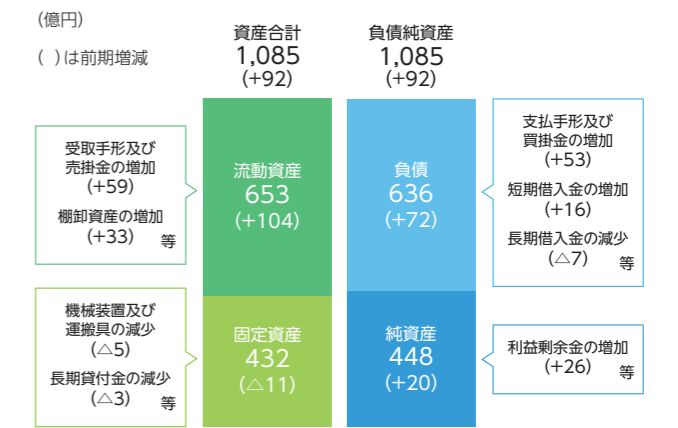 (億円)
( )は前期増減
資産合計
1,085
(+92)
負債純資産
1,085
(+92)
受取手形及び
売掛金の増加
(+59)
棚卸資産の増加
(+33) 等
流動資産
653
(+104)
負債
636
(+72)
支払手形及び
買掛金の増加
(+53)
短期借入金の増加
(+16)
長期借入金の減少
(△7) 等
機械装置及び
運搬具の減少
(△5)
長期貸付金の減少
(△3) 等
固定資産
432
(△11)
純資産
448
(+20)
利益剰余金の増加
(+26) 等